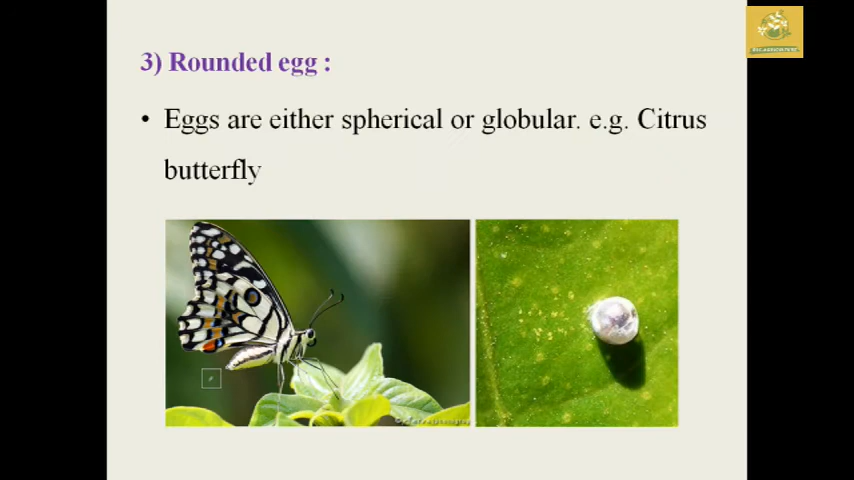 3) Rounded egg :
• Eggs are either spherical or globular. e.g. Citrus
butterfly